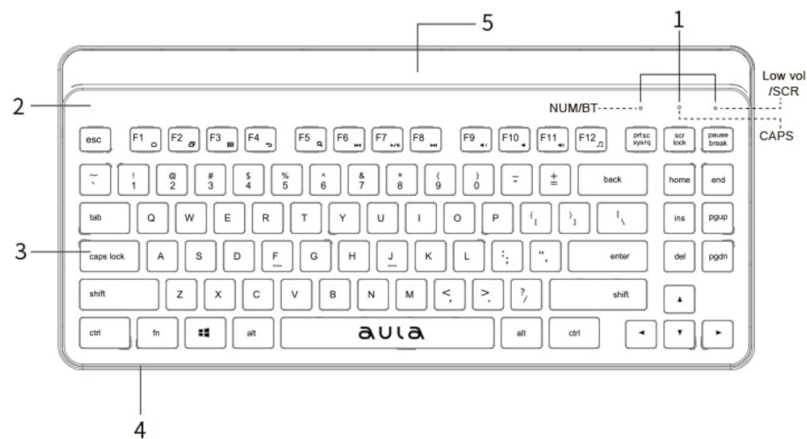 5
1
Low vol
/SCR
2
NUM/BT
CAPS
esc F1 F2 F3 F4 F5 F6 F7 F8 F9 F10 F11 F12 prtsc sysrq scr lock pause break
~ ` ! 1 @ 2 # 3 $ 4 % 5 ^ 6 & 7 * 8 ( 9 ) 0 - + = back home end
tab Q W E R T Y U I O P { [ } ] | \ ins pgup
3
caps lock A S D F G H J K L : ; " , enter del pgdn
shift Z X C V B N M < , > . ? / shift
ctrl fn alt aula alt ctrl
4